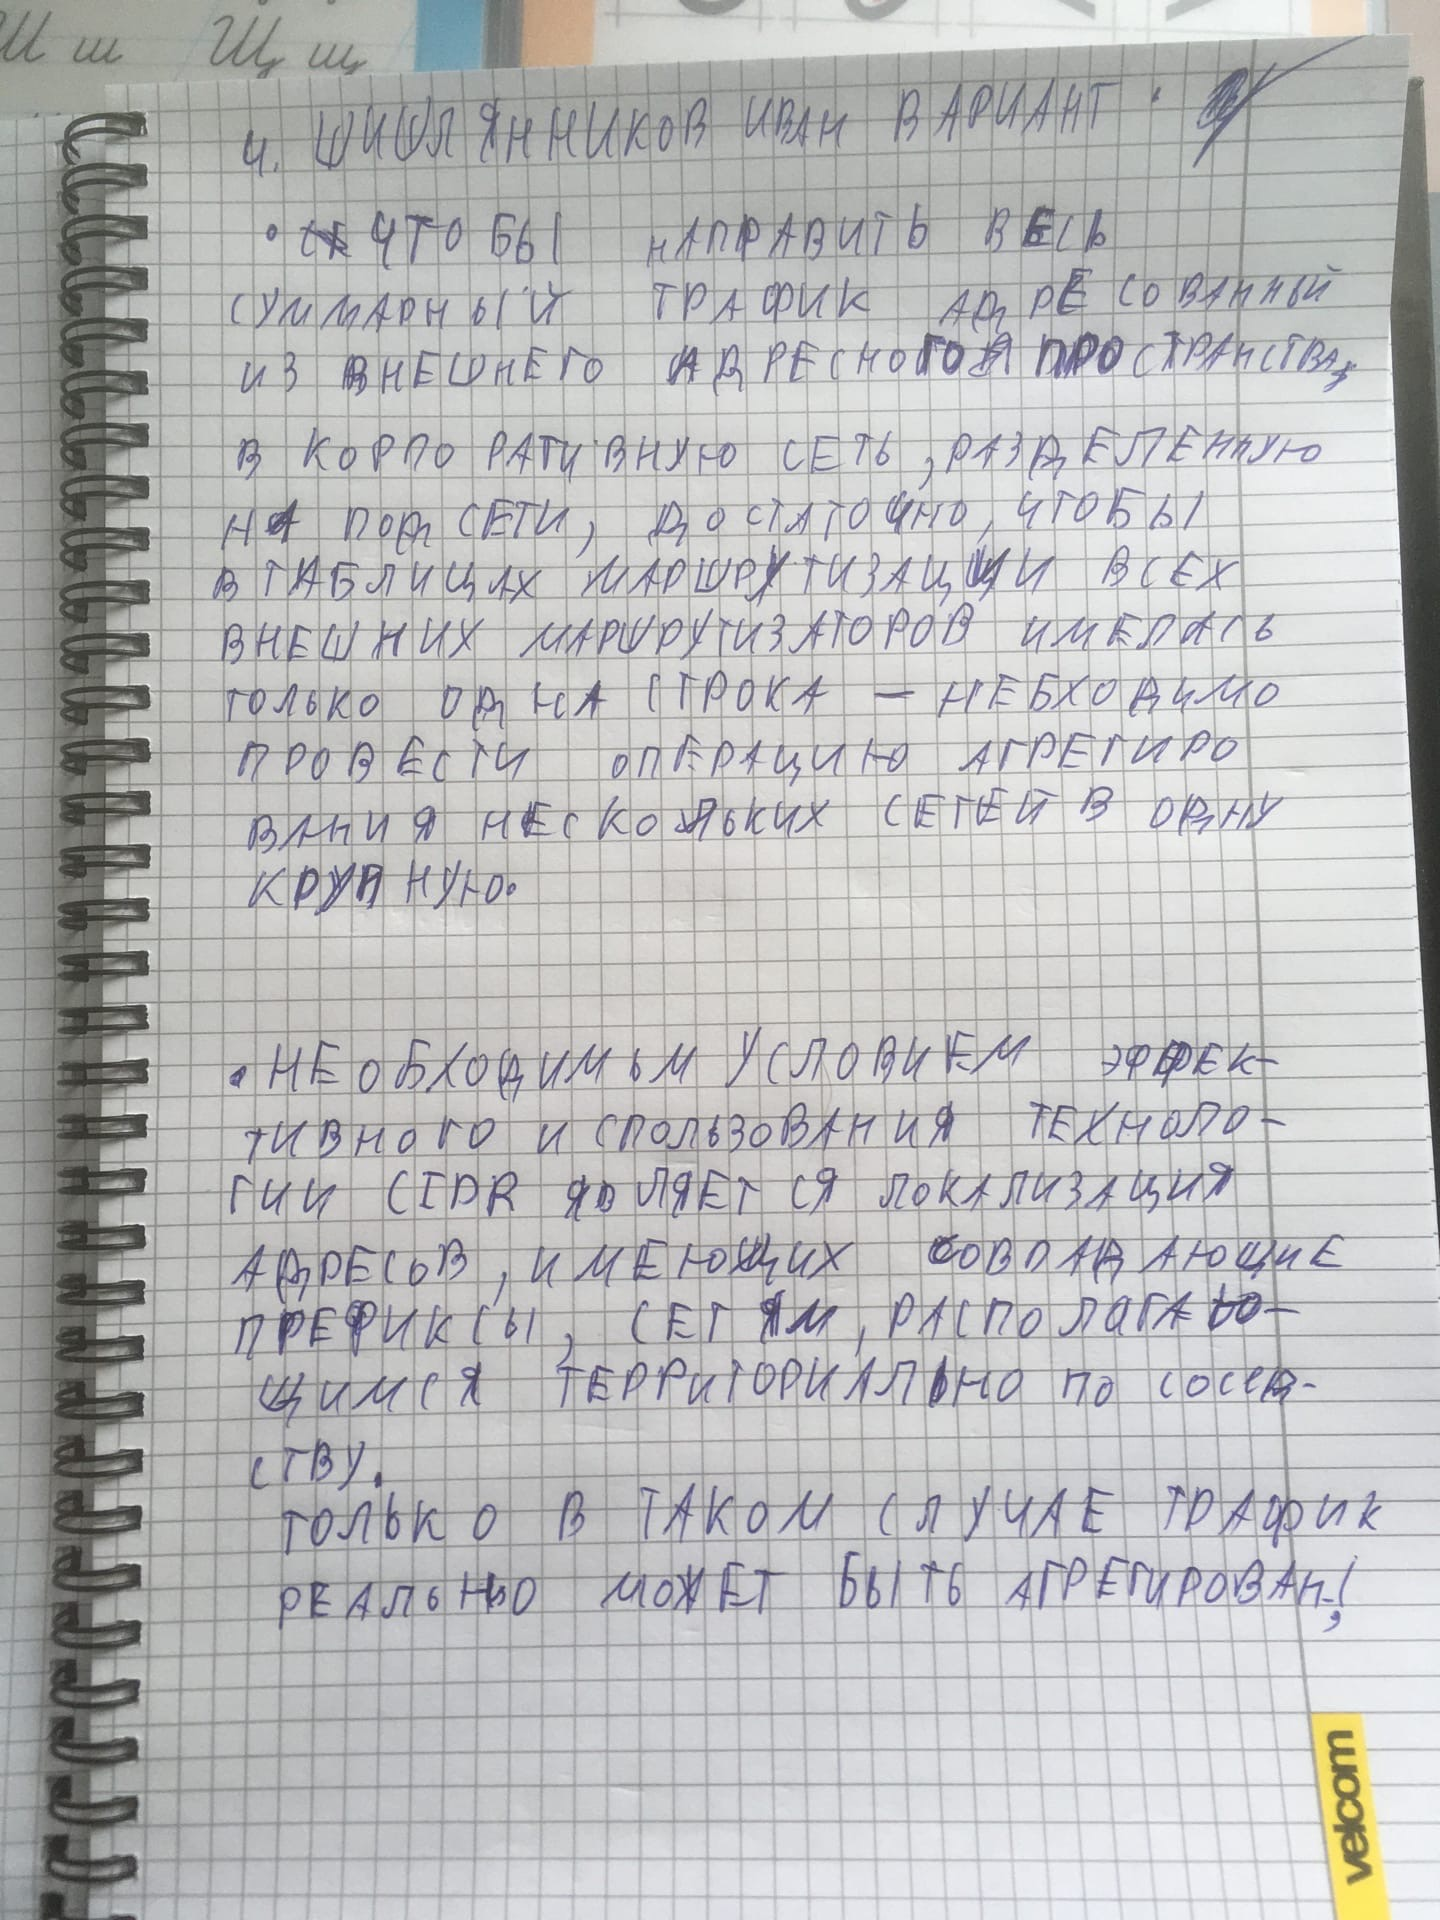 Ш ш Щ щ
4. ШИШЛЯННИКОВ ИВАН ВАРИАНТ
• ЧТОБЫ НАПРАВИТЬ ВЕСЬ
СУММАРНЫЙ ТРАФИК АДРЕСОВАННЫЙ
ИЗ ВНЕШНЕГО АДРЕСНОГО ПРОСТРАНСТВА,
В КОРПОРАТИВНУЮ СЕТЬ, РАЗДЕЛЕННУЮ
НА ПОДСЕТИ, ДОСТАТОЧНО, ЧТОБЫ
В ТАБЛИЦАХ МАРШРУТИЗАЦИИ ВСЕХ
ВНЕШНИХ МАРШРУТИЗАТОРОВ ИМЕЛАСЬ
ТОЛЬКО ОДНА СТРОКА — НЕБХОДИМО
ПРОВЕСТИ ОПЕРАЦИЮ АГРЕГИРО
ВАНИЯ НЕСКОЛЬКИХ СЕТЕЙ В ОДНУ
КРУПНУЮ.
• НЕОБХОДИМЫМ УСЛОВИЕМ ЭФФЕК-
ТИВНОГО ИСПОЛЬЗОВАНИЯ ТЕХНОЛО-
ГИИ CIDR ЯВЛЯЕТСЯ ЛОКАЛИЗАЦИЯ
АДРЕСОВ, ИМЕЮЩИХ СОВПАДАЮЩИЕ
ПРЕФИКСЫ, СЕТЯМ, РАСПОЛАГАЮ-
ЩИМСЯ ТЕРРИТОРИАЛЬНО ПО СОСЕД-
СТВУ.
ТОЛЬКО В ТАКОМ СЛУЧАЕ ТРАФИК
РЕАЛЬНО МОЖЕТ БЫТЬ АГРЕГИРОВАН!
velcom